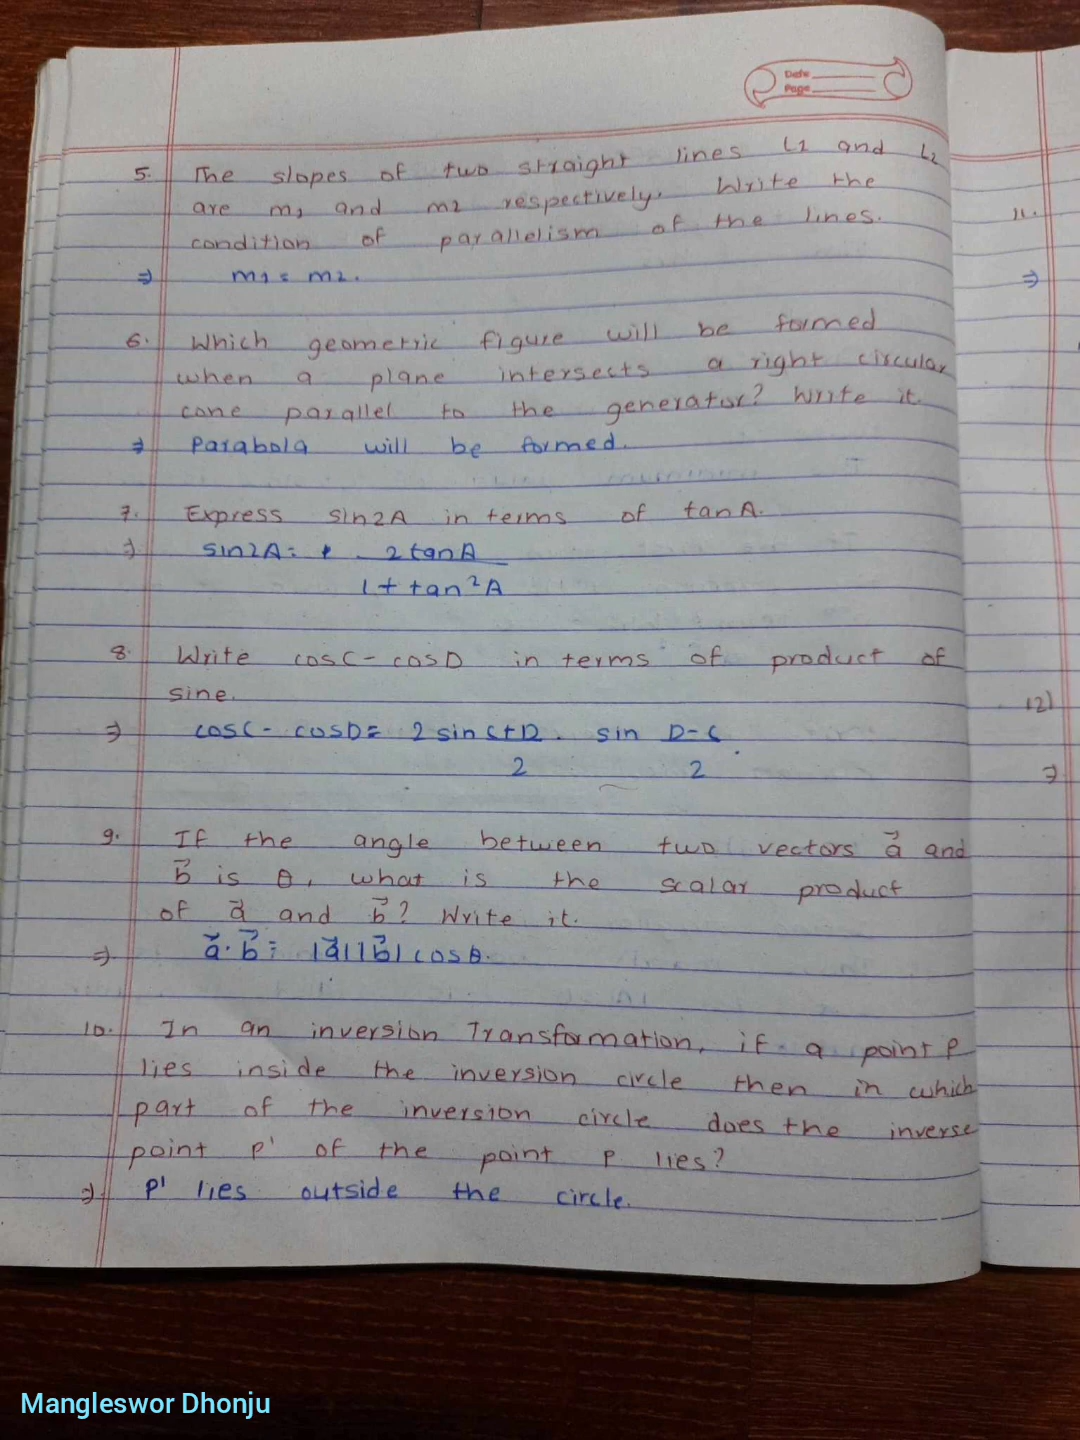 Date
Page
5. The slopes of two straight lines L1 and L2
are m1 and m2 respectively. Write the
condition of parallelism of the lines.
⇒ m1 = m2.
6. Which geometric figure will be formed
when a plane intersects a right circular
cone parallel to the generator? Write it.
⇒ Parabola will be formed.
7. Express sin2A in terms of tanA.
⇒ sin2A = 2tanA
1 + tan²A
8. Write cosC - cosD in terms of product of
sine.
⇒ cosC - cosD = 2 sin C+D . sin D-C .
2 2
9. If the angle between two vectors a⃗ and
b⃗ is θ, what is the scalar product
of a⃗ and b⃗? Write it.
⇒ a⃗.b⃗ = |a⃗||b⃗| cosθ.
10. In an inversion Transformation, if a point P
lies inside the inversion circle then in which
part of the inversion circle does the inverse
point P' of the point P lies?
⇒ P' lies outside the circle.
11.
⇒
12)
⇒
Mangleswor Dhonju